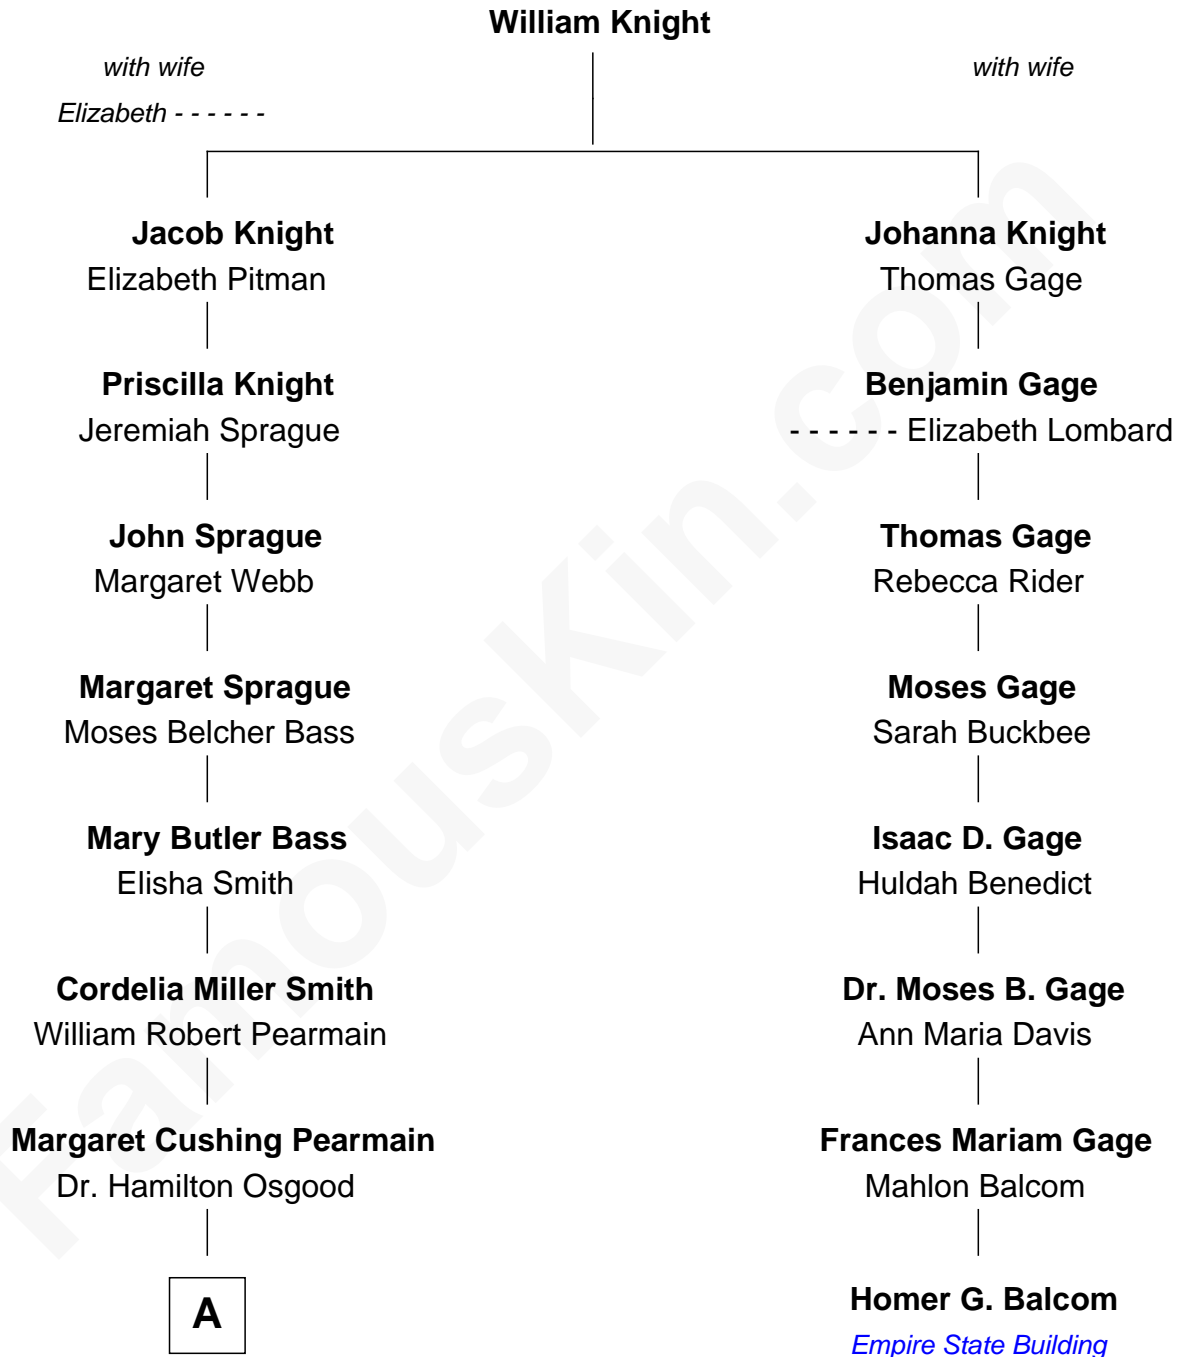 William Knight
with wife
with wife
Elizabeth - - - - - -
Jacob Knight
Elizabeth Pitman
Johanna Knight
Thomas Gage
Priscilla Knight
Jeremiah Sprague
Benjamin Gage
- - - - - - Elizabeth Lombard
John Sprague
Margaret Webb
Thomas Gage
Rebecca Rider
Margaret Sprague
Moses Belcher Bass
Moses Gage
Sarah Buckbee
Mary Butler Bass
Elisha Smith
Isaac D. Gage
Huldah Benedict
Cordelia Miller Smith
William Robert Pearmain
Dr. Moses B. Gage
Ann Maria Davis
Margaret Cushing Pearmain
Dr. Hamilton Osgood
Frances Mariam Gage
Mahlon Balcom
A
Homer G. Balcom
Empire State Building
FamousKin.com